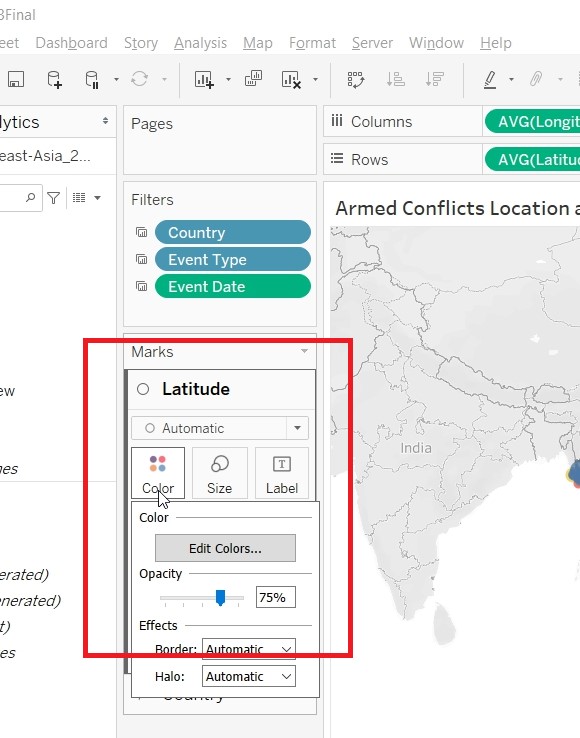 3Final
eet Dashboard Story Analysis Map Format Server Window Help
lytics
east-Asia_2...
Pages
Columns AVG(Longit
Rows AVG(Latitud
Filters
Country
Event Type
Event Date
Armed Conflicts Location a
Marks
Latitude
Automatic
Color Size Label
Color
Edit Colors...
Opacity
75%
Effects
Border: Automatic
Halo: Automatic
Country
India
ew
es
erated)
nerated)
t)
es